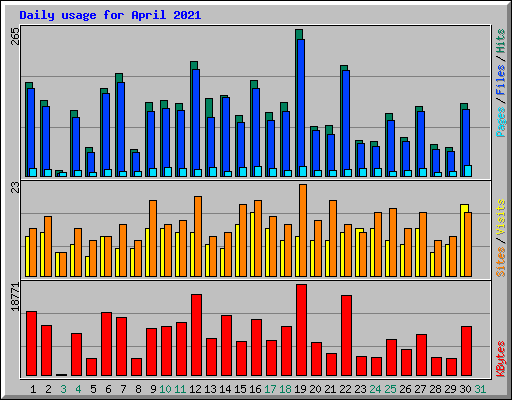 Daily usage for April 2021
265
Pages / Files / Hits
23
Sites / Visits
18771
KBytes
1 2 3 4 5 6 7 8 9 10 11 12 13 14 15 16 17 18 19 20 21 22 23 24 25 26 27 28 29 30 31